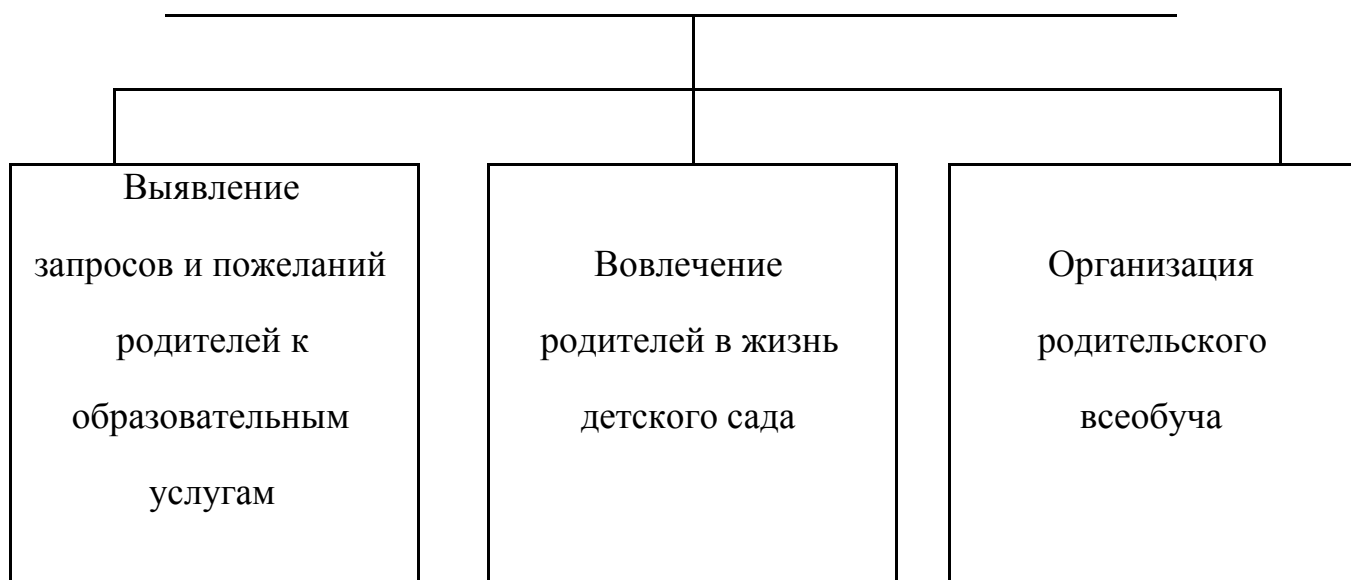 Выявление
запросов и пожеланий
родителей к
образовательным
услугам
Вовлечение
родителей в жизнь
детского сада
Организация
родительского
всеобуча